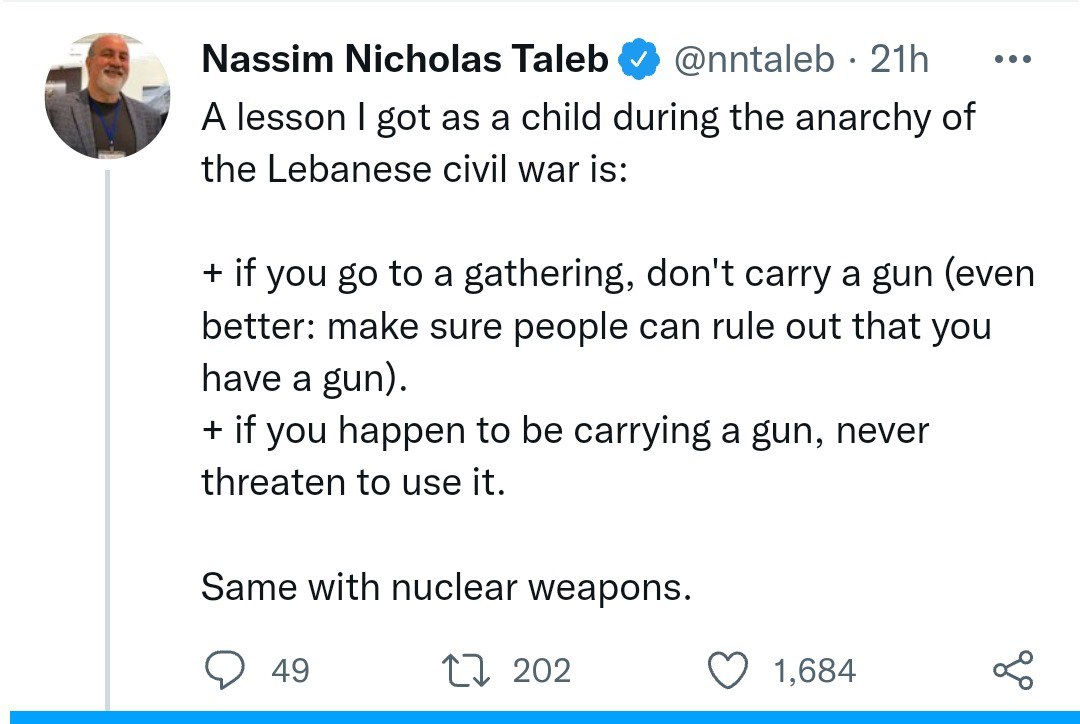 Nassim Nicholas Taleb @nntaleb · 21h
A lesson I got as a child during the anarchy of
the Lebanese civil war is:
+ if you go to a gathering, don't carry a gun (even
better: make sure people can rule out that you
have a gun).
+ if you happen to be carrying a gun, never
threaten to use it.
Same with nuclear weapons.
49 202 1,684